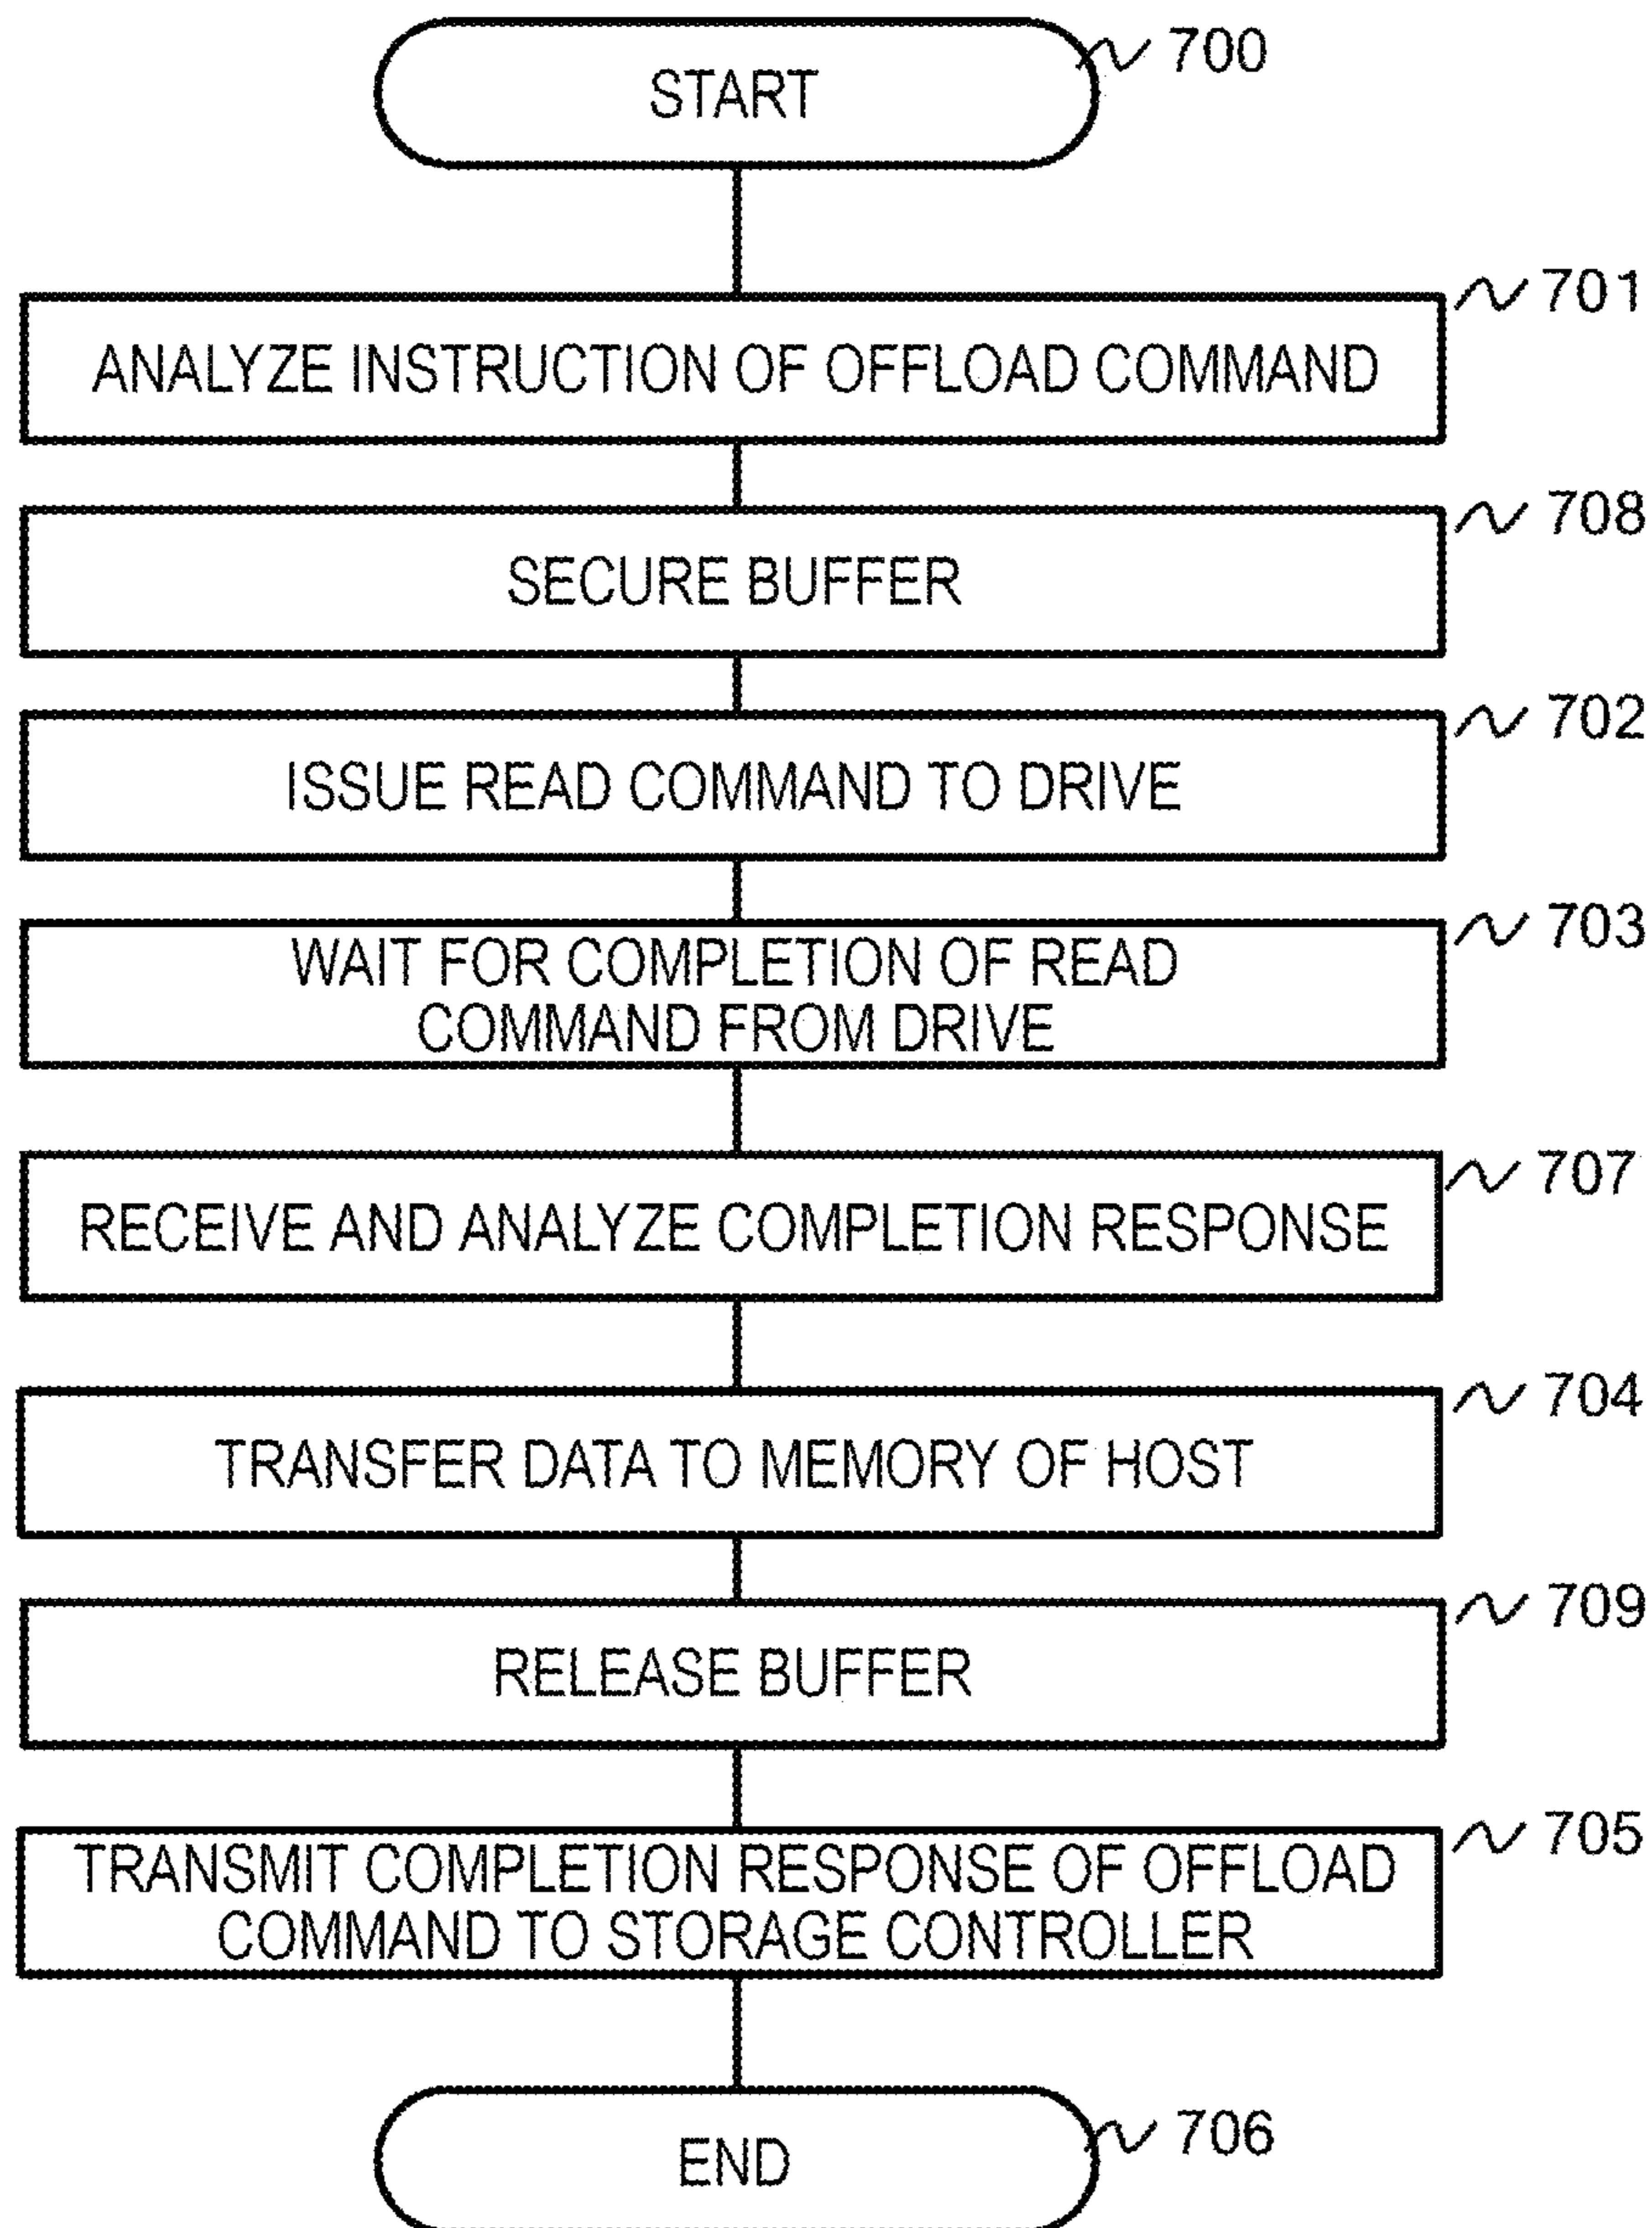 START
700
701
ANALYZE INSTRUCTION OF OFFLOAD COMMAND
708
SECURE BUFFER
702
ISSUE READ COMMAND TO DRIVE
703
WAIT FOR COMPLETION OF READ
COMMAND FROM DRIVE
707
RECEIVE AND ANALYZE COMPLETION RESPONSE
704
TRANSFER DATA TO MEMORY OF HOST
709
RELEASE BUFFER
705
TRANSMIT COMPLETION RESPONSE OF OFFLOAD
COMMAND TO STORAGE CONTROLLER
706
END